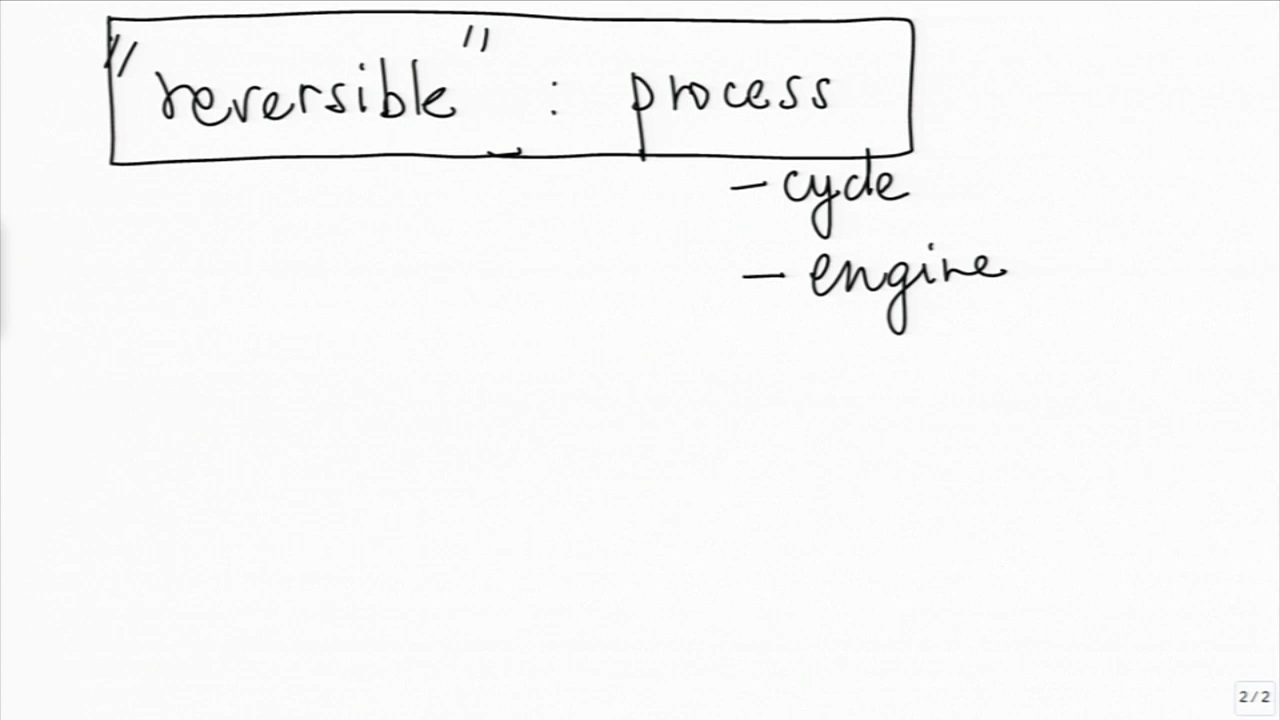 "reversible" : process
- cycle
- engine
2/2